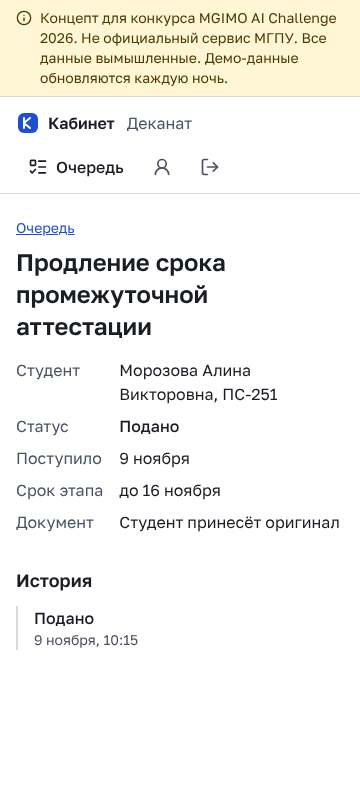 Концепт для конкурса MGIMO AI Challenge
2026. Не официальный сервис МГПУ. Все
данные вымышленные. Демо-данные
обновляются каждую ночь.
Кабинет Деканат
Очередь
Очередь
Продление срока
промежуточной
аттестации
Студент Морозова Алина
Викторовна, ПС-251
Статус Подано
Поступило 9 ноября
Срок этапа до 16 ноября
Документ Студент принесёт оригинал
История
Подано
9 ноября, 10:15